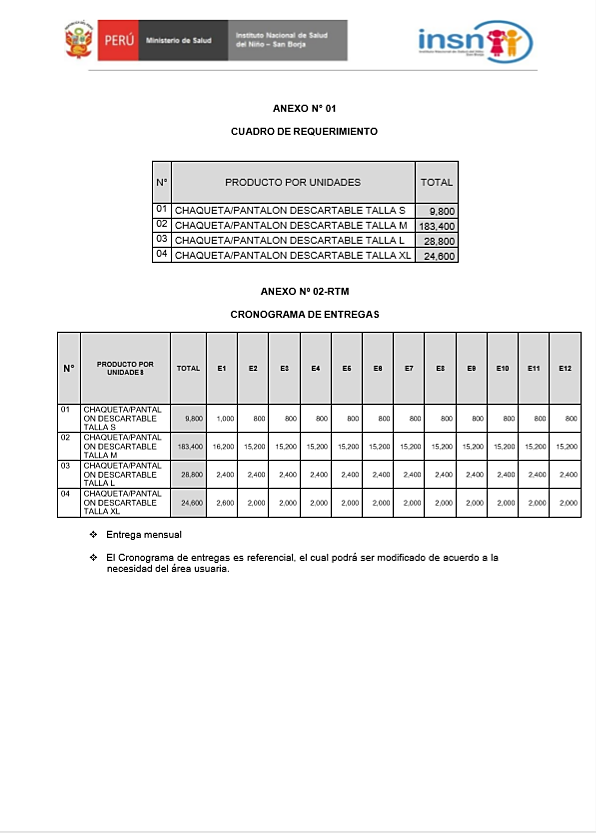 PERÚ
Ministerio de Salud
Instituto Nacional de Salud
del Niño – San Borja
insn
ANEXO N° 01
CUADRO DE REQUERIMIENTO
N° PRODUCTO POR UNIDADES TOTAL
01 CHAQUETA/PANTALON DESCARTABLE TALLA S 9,800
02 CHAQUETA/PANTALON DESCARTABLE TALLA M 183,400
03 CHAQUETA/PANTALON DESCARTABLE TALLA L 28,800
04 CHAQUETA/PANTALON DESCARTABLE TALLA XL 24,600
ANEXO Nº 02-RTM
CRONOGRAMA DE ENTREGAS
N° PRODUCTO POR UNIDADES TOTAL E1 E2 E3 E4 E5 E6 E7 E8 E9 E10 E11 E12
01 CHAQUETA/PANTAL
ON DESCARTABLE
TALLA S
9,800 1,000 800 800 800 800 800 800 800 800 800 800 800
02 CHAQUETA/PANTAL
ON DESCARTABLE
TALLA M
183,400 16,200 15,200 15,200 15,200 15,200 15,200 15,200 15,200 15,200 15,200 15,200 15,200
03 CHAQUETA/PANTAL
ON DESCARTABLE
TALLA L
28,800 2,400 2,400 2,400 2,400 2,400 2,400 2,400 2,400 2,400 2,400 2,400 2,400
04 CHAQUETA/PANTAL
ON DESCARTABLE
TALLA XL
24,600 2,600 2,000 2,000 2,000 2,000 2,000 2,000 2,000 2,000 2,000 2,000 2,000
❖ Entrega mensual
❖ El Cronograma de entregas es referencial, el cual podrá ser modificado de acuerdo a la
necesidad del área usuaria.